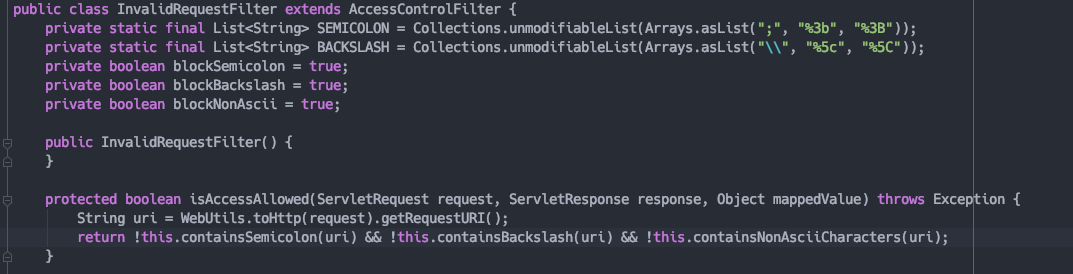 public class InvalidRequestFilter extends AccessControlFilter {
    private static final List<String> SEMICOLON = Collections.unmodifiableList(Arrays.asList(";", "%3b", "%3B"));
    private static final List<String> BACKSLASH = Collections.unmodifiableList(Arrays.asList("\\", "%5c", "%5C"));
    private boolean blockSemicolon = true;
    private boolean blockBackslash = true;
    private boolean blockNonAscii = true;
    public InvalidRequestFilter() {
    }
    protected boolean isAccessAllowed(ServletRequest request, ServletResponse response, Object mappedValue) throws Exception {
        String uri = WebUtils.toHttp(request).getRequestURI();
        return !this.containsSemicolon(uri) && !this.containsBackslash(uri) && !this.containsNonAsciiCharacters(uri);
    }